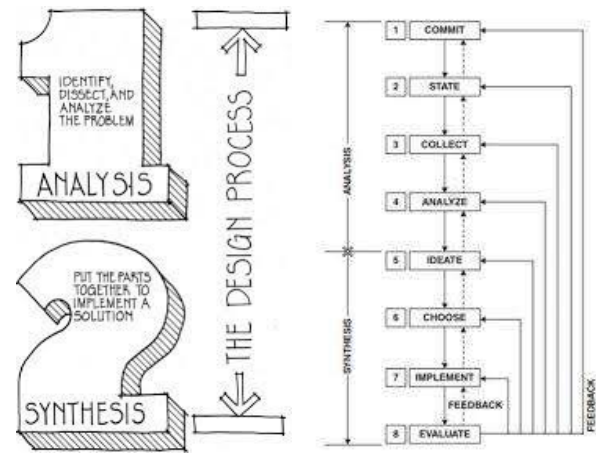 IDENTIFY,
DISSECT, AND
ANALYZE
THE PROBLEM
ANALYSIS
PUT THE PARTS
TOGETHER TO
IMPLEMENT A
SOLUTION
SYNTHESIS
THE DESIGN PROCESS
ANALYSIS
SYNTHESIS
1 COMMIT
2 STATE
3 COLLECT
4 ANALYZE
5 IDEATE
6 CHOOSE
7 IMPLEMENT
FEEDBACK
8 EVALUATE
FEEDBACK